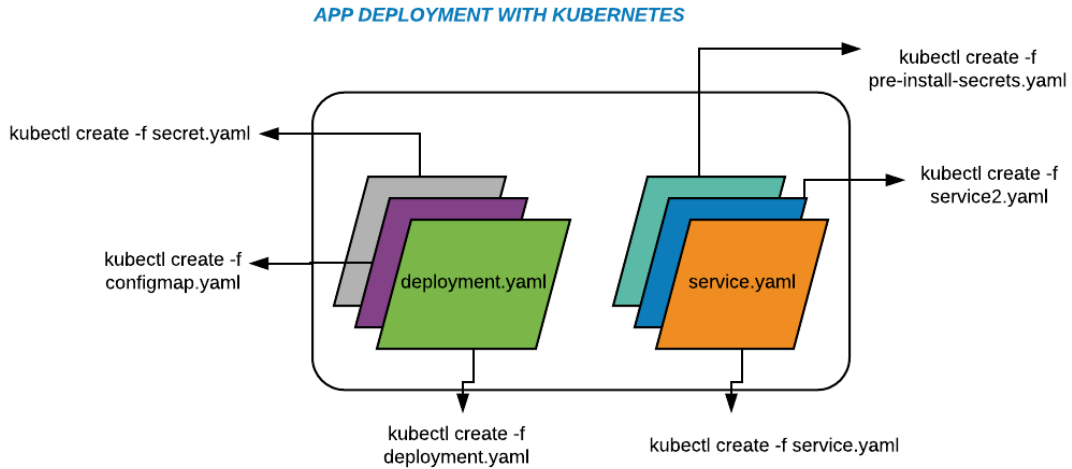 APP DEPLOYMENT WITH KUBERNETES
kubectl create -f
pre-install-secrets.yaml
kubectl create -f secret.yaml
kubectl create -f
service2.yaml
kubectl create -f
configmap.yaml
deployment.yaml
service.yaml
kubectl create -f
deployment.yaml
kubectl create -f service.yaml